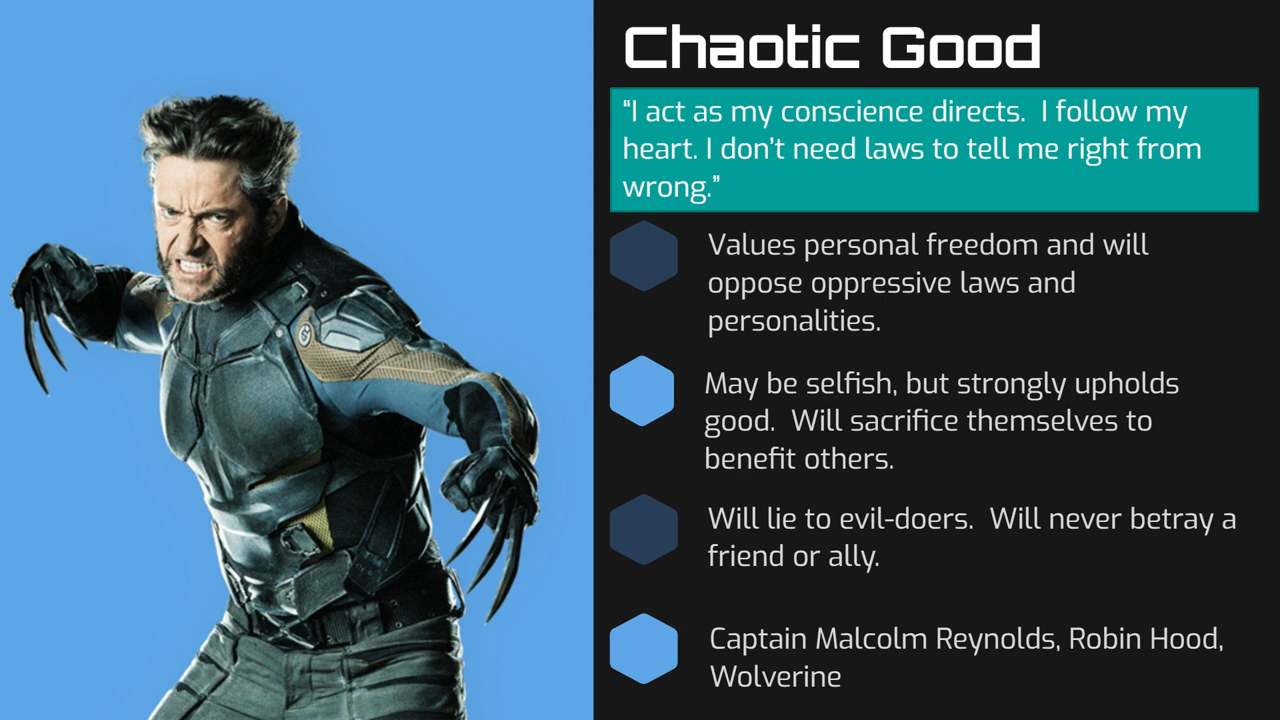 Chaotic Good
“I act as my conscience directs.  I follow my
heart. I don’t need laws to tell me right from
wrong.”
Values personal freedom and will
oppose oppressive laws and
personalities.
May be selfish, but strongly upholds
good.  Will sacrifice themselves to
benefit others.
Will lie to evil-doers.  Will never betray a
friend or ally.
Captain Malcolm Reynolds, Robin Hood,
Wolverine